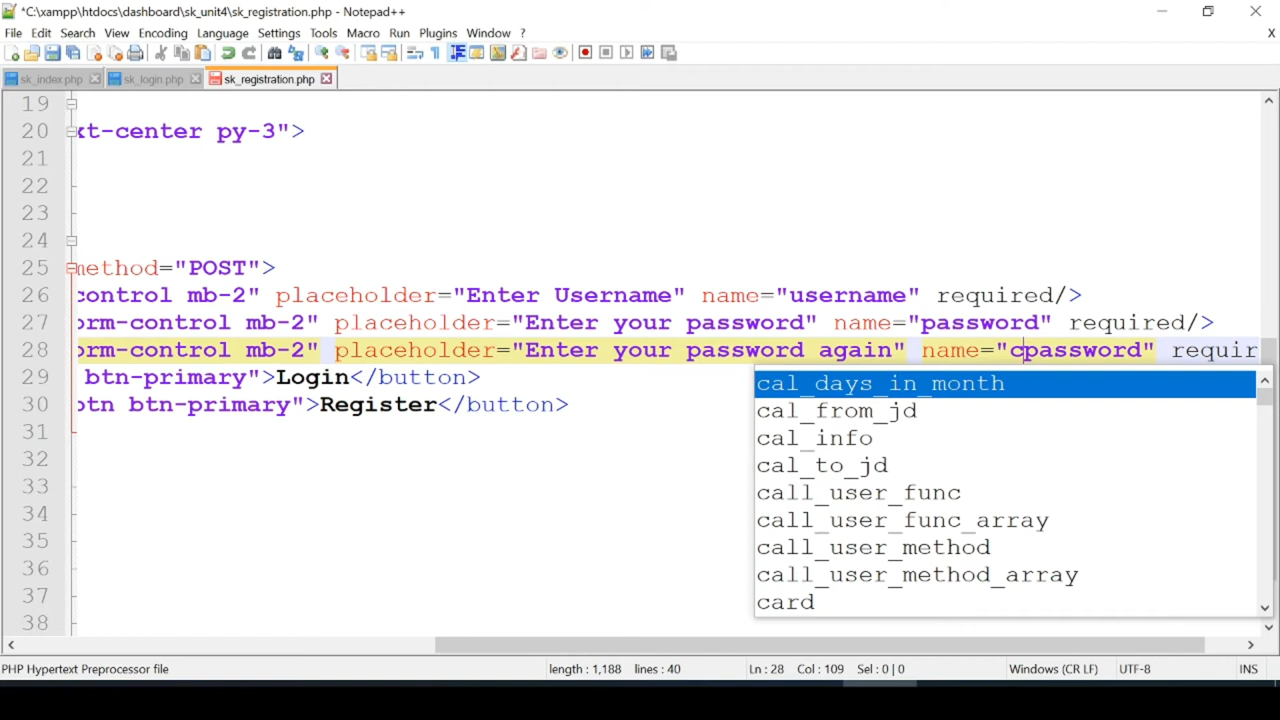 *C:\xampp\htdocs\dashboard\sk_unit4\sk_registration.php - Notepad++
File Edit Search View Encoding Language Settings Tools Macro Run Plugins Window ? X
sk_index.php sk_login.php sk_registration.php
19
20 xt-center py-3">
21
22
23
24
25 method="POST">
26 control mb-2" placeholder="Enter Username" name="username" required/>
27 orm-control mb-2" placeholder="Enter your password" name="password" required/>
28 orm-control mb-2" placeholder="Enter your password again" name="cpassword" requir
29 btn-primary">Login</button>
30 btn btn-primary">Register</button>
31
32
33
34
35
36
37
38
cal_days_in_month
cal_from_jd
cal_info
cal_to_jd
call_user_func
call_user_func_array
call_user_method
call_user_method_array
card
PHP Hypertext Preprocessor file length : 1,188 lines : 40 Ln : 28 Col : 109 Sel : 0 | 0 Windows (CR LF) UTF-8 INS